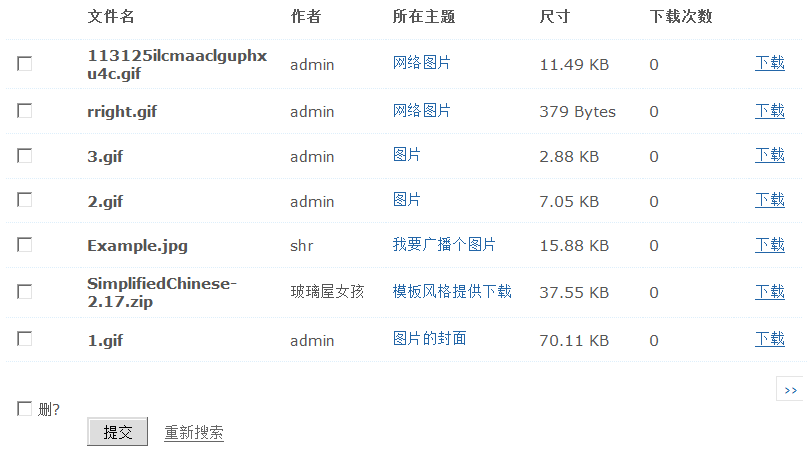 文件名 作者 所在主题 尺寸 下载次数
113125ilcmaaclguphx
u4c.gif admin 网络图片 11.49 KB 0 下载
rright.gif admin 网络图片 379 Bytes 0 下载
3.gif admin 图片 2.88 KB 0 下载
2.gif admin 图片 7.05 KB 0 下载
Example.jpg shr 我要广播个图片 15.88 KB 0 下载
SimplifiedChinese-
2.17.zip 玻璃屋女孩 模板风格提供下载 37.55 KB 0 下载
1.gif admin 图片的封面 70.11 KB 0 下载
>>
删?
提交 重新搜索